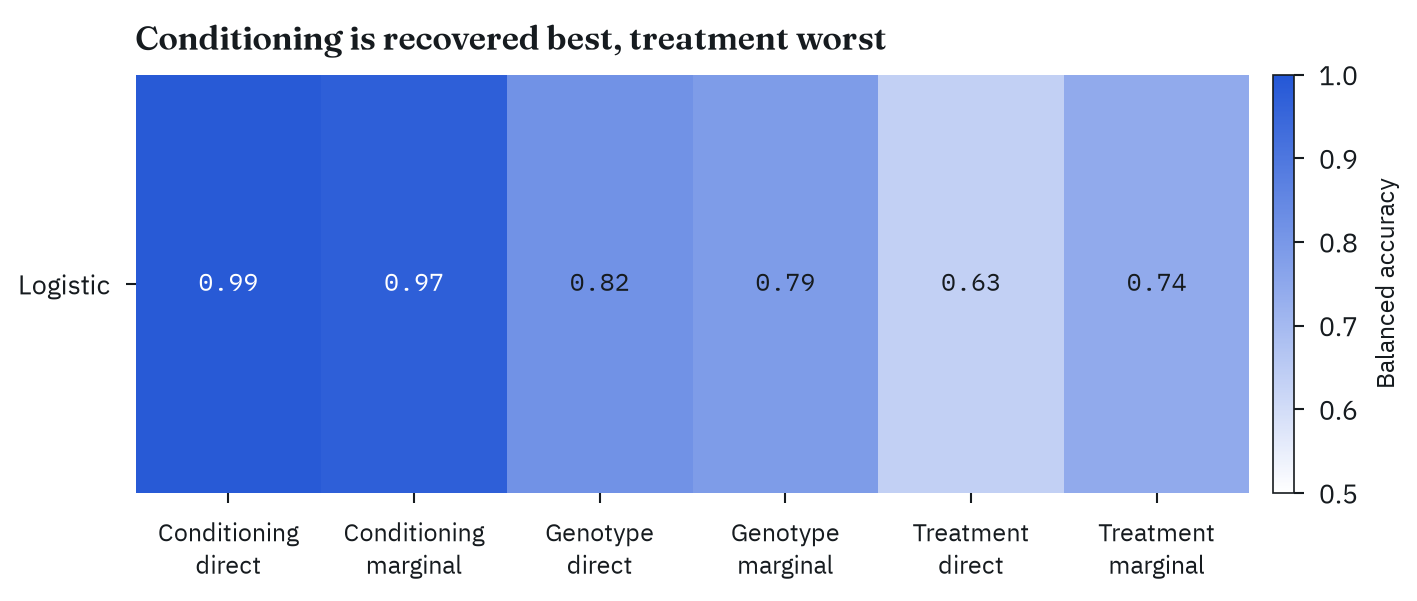 Conditioning is recovered best, treatment worst
Logistic
0.99
0.97
0.82
0.79
0.63
0.74
Conditioning
direct
Conditioning
marginal
Genotype
direct
Genotype
marginal
Treatment
direct
Treatment
marginal
1.0
0.9
0.8
0.7
0.6
0.5
Balanced accuracy